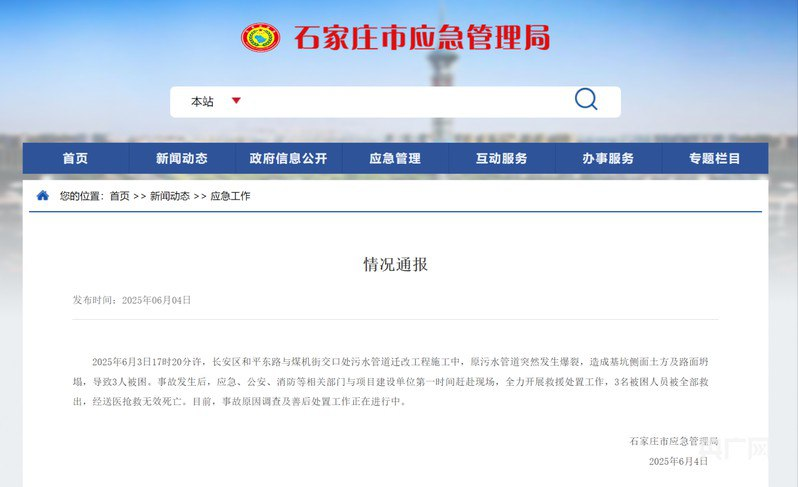 石家庄市应急管理局
本站
首页 新闻动态 政府信息公开 应急管理 互动服务 办事服务 专题栏目
您的位置：首页 >> 新闻动态 >> 应急工作
情况通报
发布时间：2025年06月04日
2025年6月3日17时20分许，长安区和平东路与煤机街交口处污水管道迁改工程施工中，原污水管道突然发生爆裂，造成基坑侧面土方及路面坍
塌，导致3人被困。事故发生后，应急、公安、消防等相关部门与项目建设单位第一时间赶赴现场，全力开展救援处置工作，3名被困人员被全部救
出，经送医抢救无效死亡。目前，事故原因调查及善后处置工作正在进行中。
石家庄市应急管理局
2025年6月4日
央广网